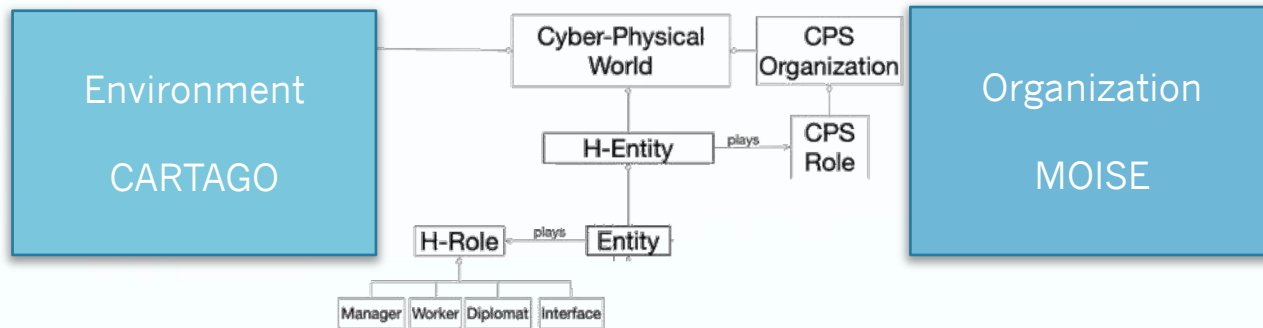 Environment
CARTAGO
Cyber-Physical
World
CPS
Organization
Organization
MOISE
H-Entity
plays
CPS
Role
H-Role
plays
Entity
Manager
Worker
Diplomat
Interface